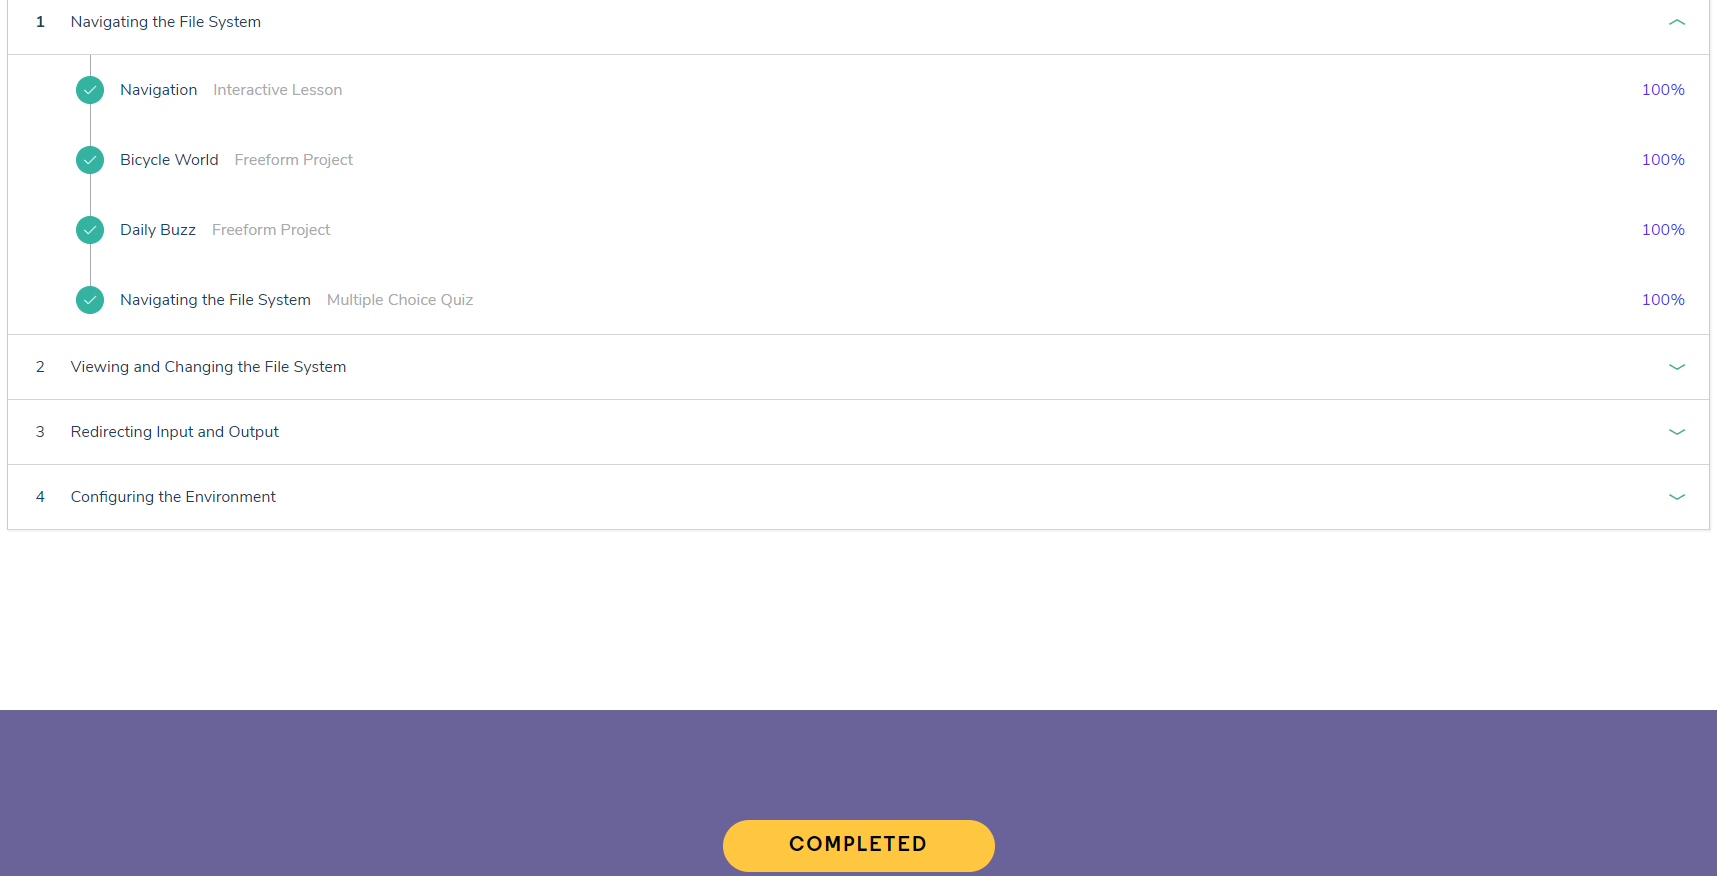 1 Navigating the File System
Navigation Interactive Lesson 100%
Bicycle World Freeform Project 100%
Daily Buzz Freeform Project 100%
Navigating the File System Multiple Choice Quiz 100%
2 Viewing and Changing the File System
3 Redirecting Input and Output
4 Configuring the Environment
COMPLETED